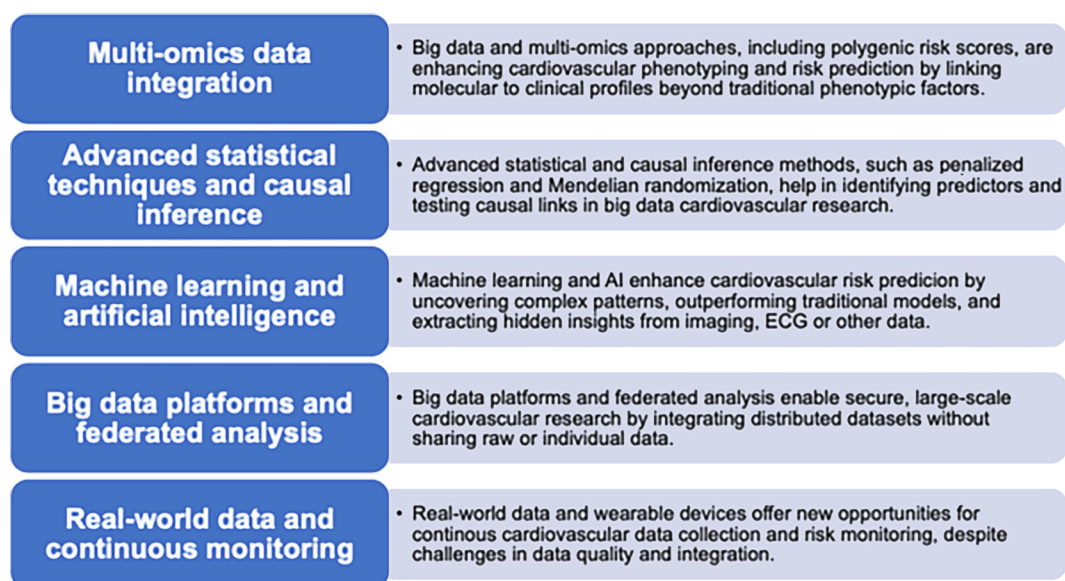 Multi-omics data
integration
• Big data and multi-omics approaches, including polygenic risk scores, are
enhancing cardiovascular phenotyping and risk prediction by linking
molecular to clinical profiles beyond traditional phenotypic factors.
Advanced statistical
techniques and causal
inference
• Advanced statistical and causal inference methods, such as penalized
regression and Mendelian randomization, help in identifying predictors and
testing causal links in big data cardiovascular research.
Machine learning and
artificial intelligence
• Machine learning and AI enhance cardiovascular risk predicion by
uncovering complex patterns, outperforming traditional models, and
extracting hidden insights from imaging, ECG or other data.
Big data platforms and
federated analysis
• Big data platforms and federated analysis enable secure, large-scale
cardiovascular research by integrating distributed datasets without
sharing raw or individual data.
Real-world data and
continuous monitoring
• Real-world data and wearable devices offer new opportunities for
continous cardiovascular data collection and risk monitoring, despite
challenges in data quality and integration.